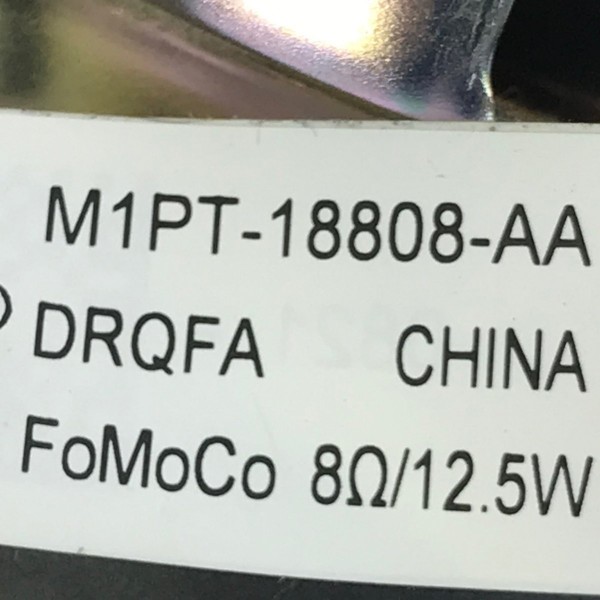 M1PT-18808-AA
DRQFA CHINA
FoMoCo 8Ω/12.5W